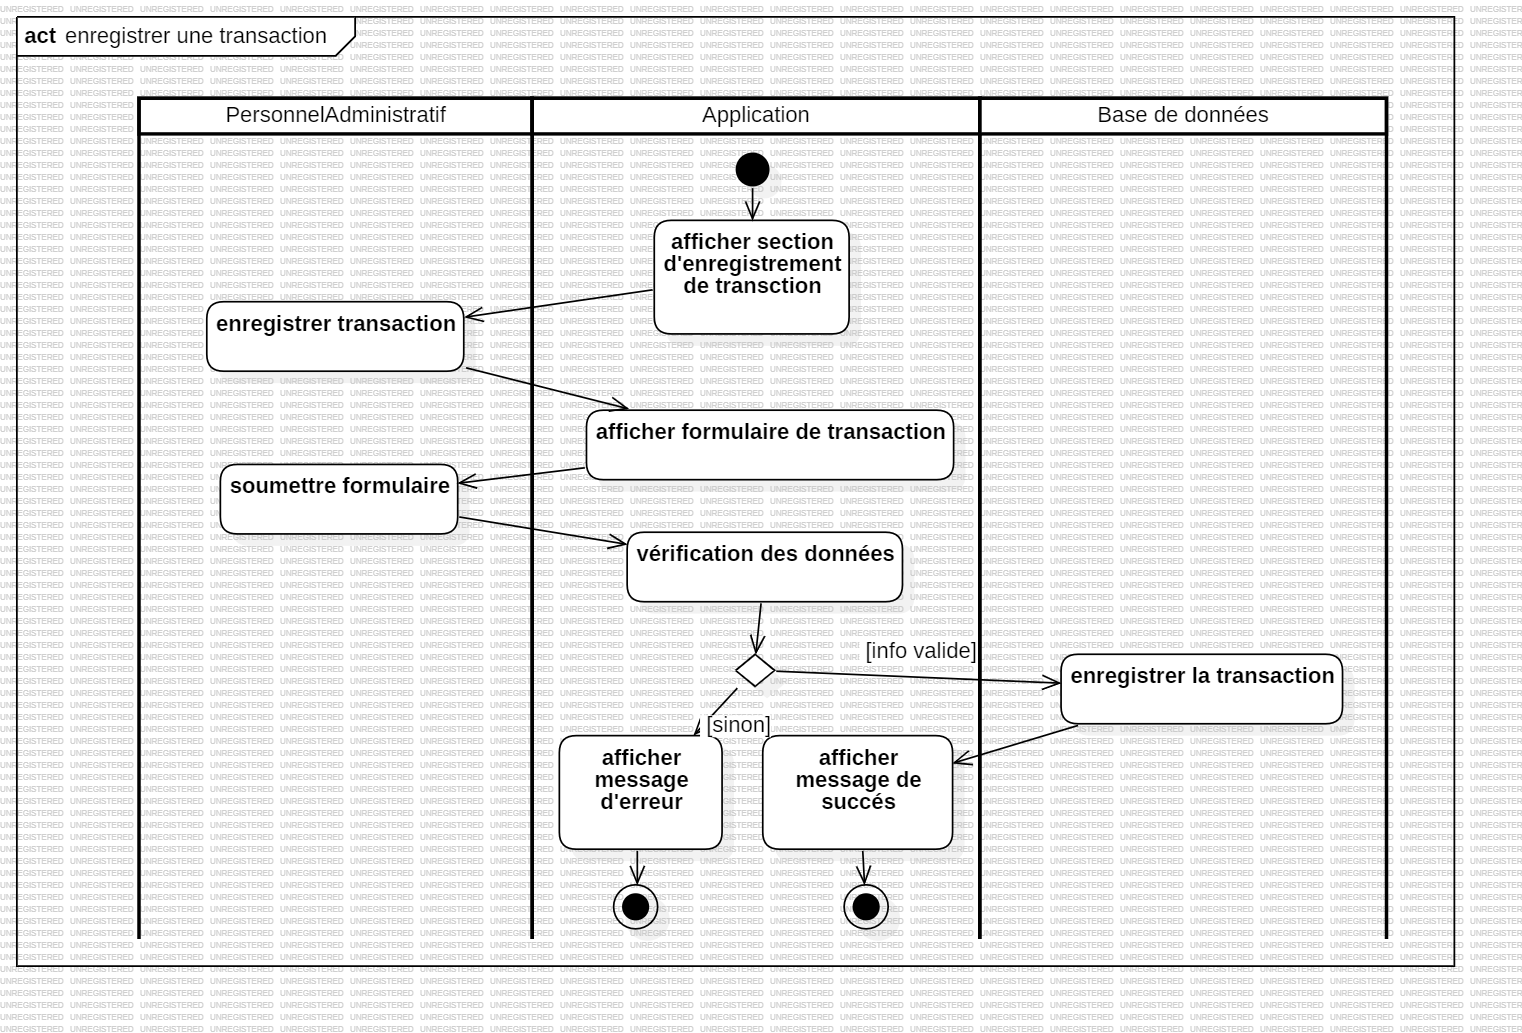 act enregistrer une transaction
PersonnelAdministratif
Application
Base de données
afficher section
d'enregistrement
de transction
enregistrer transaction
afficher formulaire de transaction
soumettre formulaire
vérification des données
[info valide]
enregistrer la transaction
[sinon]
afficher
message
d'erreur
afficher
message de
succés
UNREGISTERED